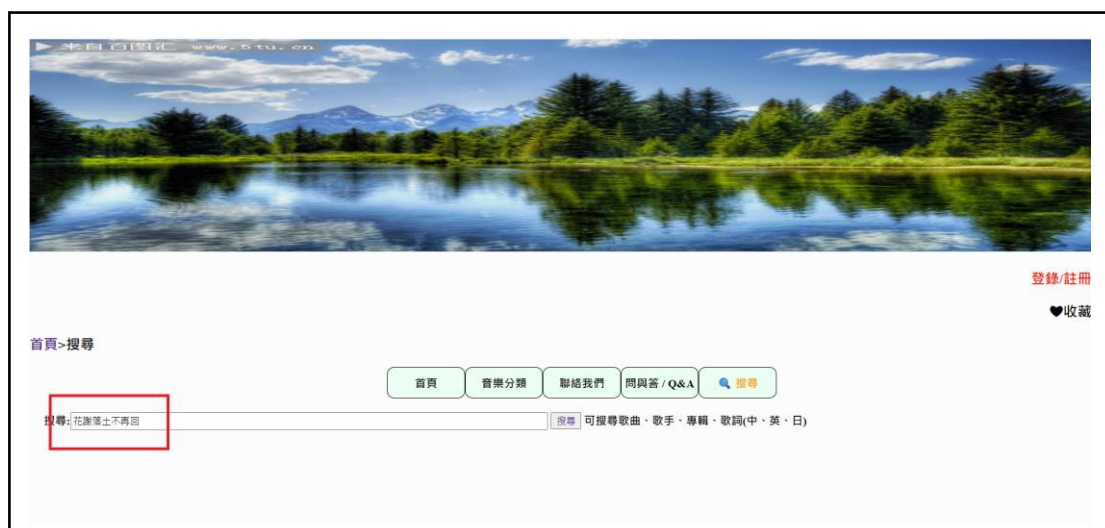 ▶ 来自百图汇 www.5tu.cn
登錄/註冊
♥收藏
首頁>搜尋
首頁 音樂分類 聯絡我們 問與答 / Q&A 🔍 搜尋
搜尋: 花謝落土不再回 搜尋 可搜尋歌曲、歌手、專輯、歌詞(中、英、日)